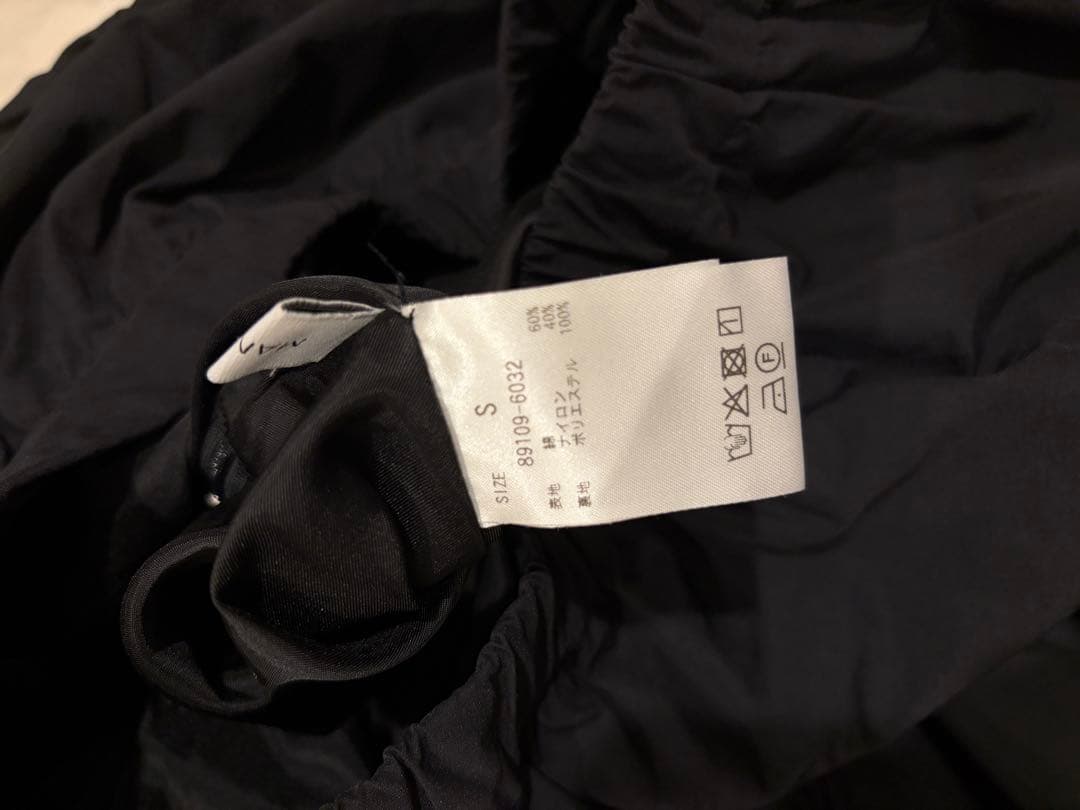 SIZE S
89109-6032
表地 綿 60%
ナイロン 40%
裏地 ポリエステル 100%
F